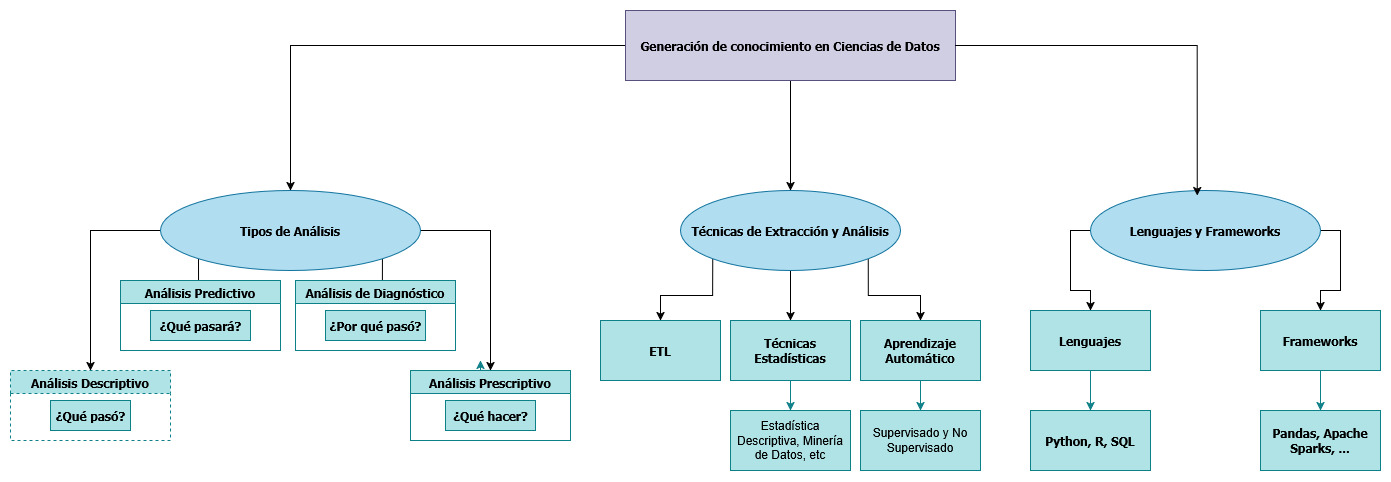 Generación de conocimiento en Ciencias de Datos
Tipos de Análisis
Análisis Predictivo
¿Qué pasará?
Análisis de Diagnóstico
¿Por qué pasó?
Análisis Descriptivo
¿Qué pasó?
Análisis Prescriptivo
¿Qué hacer?
Técnicas de Extracción y Análisis
ETL
Técnicas
Estadísticas
Estadística
Descriptiva, Minería
de Datos, etc
Aprendizaje
Automático
Supervisado y No
Supervisado
Lenguajes y Frameworks
Lenguajes
Python, R, SQL
Frameworks
Pandas, Apache
Sparks, ...